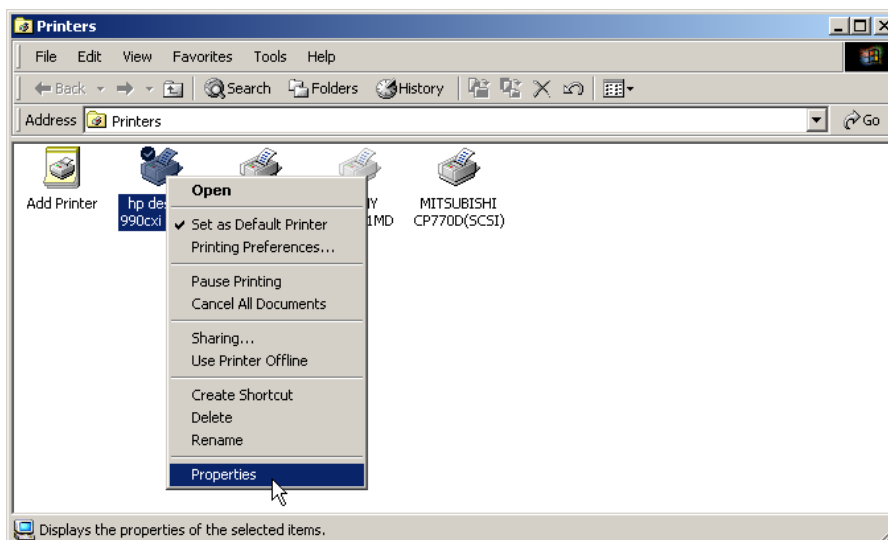 Printers
File Edit View Favorites Tools Help
Back Search Folders History
Address Printers Go
Add Printer hp des IY MITSUBISHI
990cxi 1MD CP770D(SCSI)
Open
Set as Default Printer
Printing Preferences...
Pause Printing
Cancel All Documents
Sharing...
Use Printer Offline
Create Shortcut
Delete
Rename
Properties
Displays the properties of the selected items.